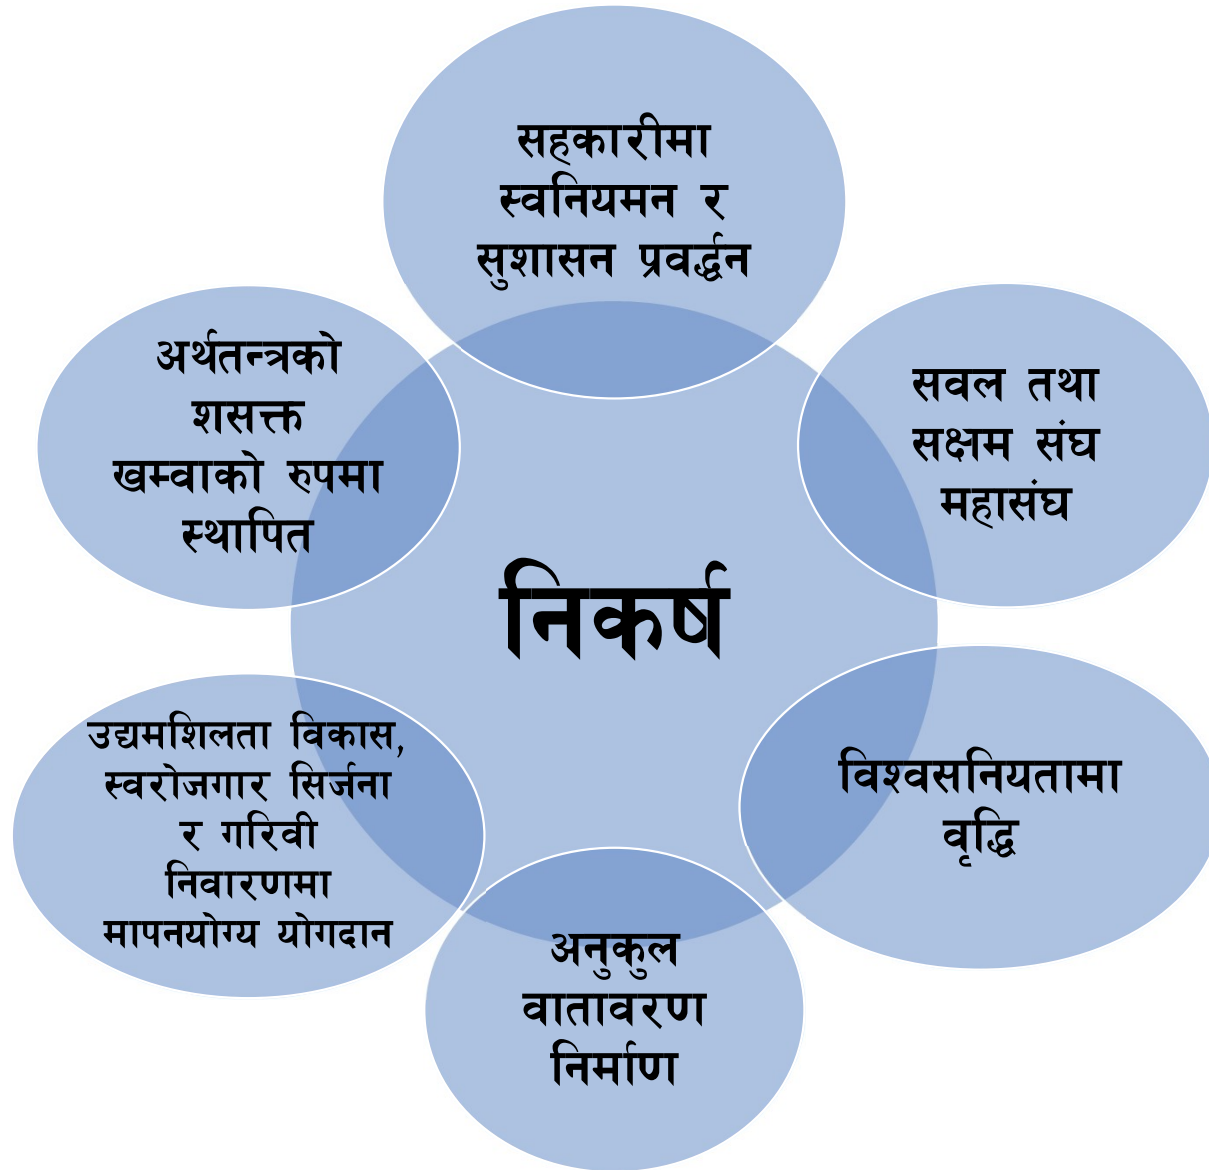 सहकारीमा
स्वनियमन र
सुशासन प्रवर्द्धन
सवल तथा
सक्षम संघ
महासंघ
विश्वसनियतामा
वृद्धि
अनुकुल
वातावरण
निर्माण
उद्यमशिलता विकास,
स्वरोजगार सिर्जना
र गरिवी
निवारणमा
मापनयोग्य योगदान
अर्थतन्त्रको
शसक्त
खम्वाको रुपमा
स्थापित
निकर्ष